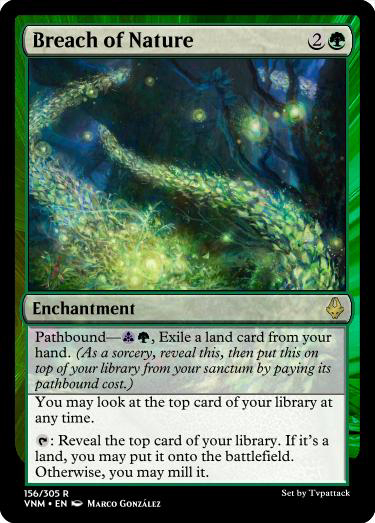 Breach of Nature 2
Enchantment
Pathbound—, Exile a land card from your
hand. (As a sorcery, reveal this, then put this on
top of your library from your sanctum by paying its
pathbound cost.)
You may look at the top card of your library at
any time.
: Reveal the top card of your library. If it's a
land, you may put it onto the battlefield.
Otherwise, you may mill it.
156/305 R
Set by Tvpattack
VNM • EN Marco González